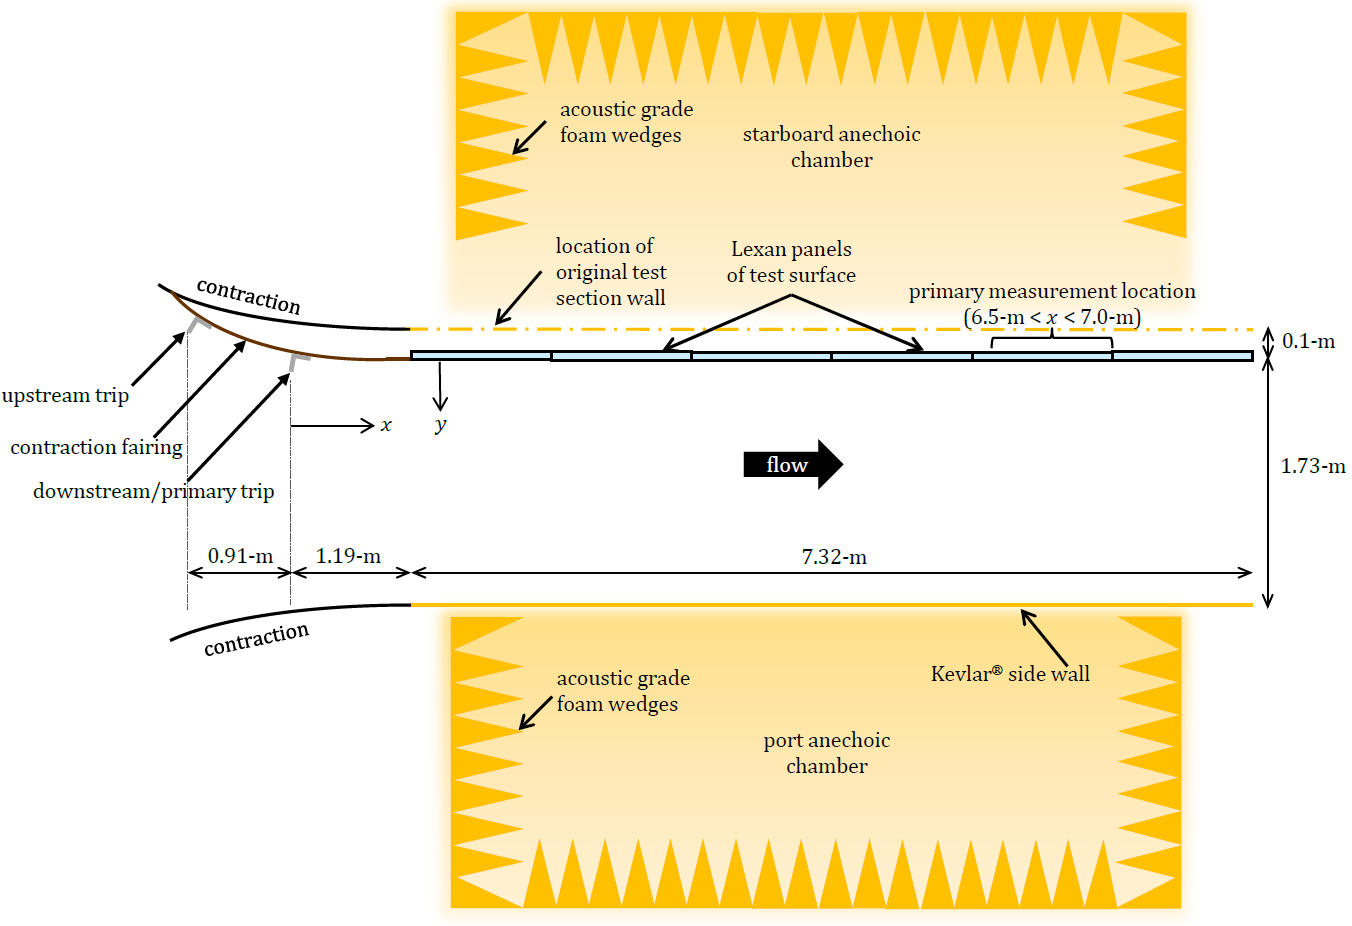 acoustic grade
foam wedges
starboard anechoic
chamber
location of
original test
section wall
Lexan panels
of test surface
primary measurement location
(6.5-m < x < 7.0-m)
contraction
0.1-m
upstream trip
contraction fairing
downstream/primary trip
x
y
flow
1.73-m
0.91-m
1.19-m
7.32-m
contraction
Kevlar® side wall
acoustic grade
foam wedges
port anechoic
chamber